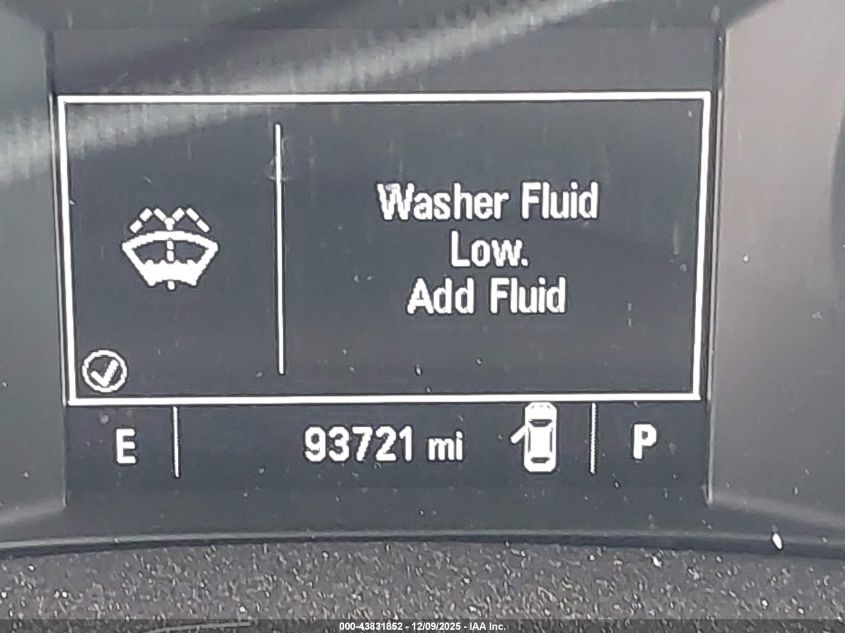 Washer Fluid
Low.
Add Fluid
E
93721 mi
P
000-43831852 - 12/09/2025 - IAA Inc.